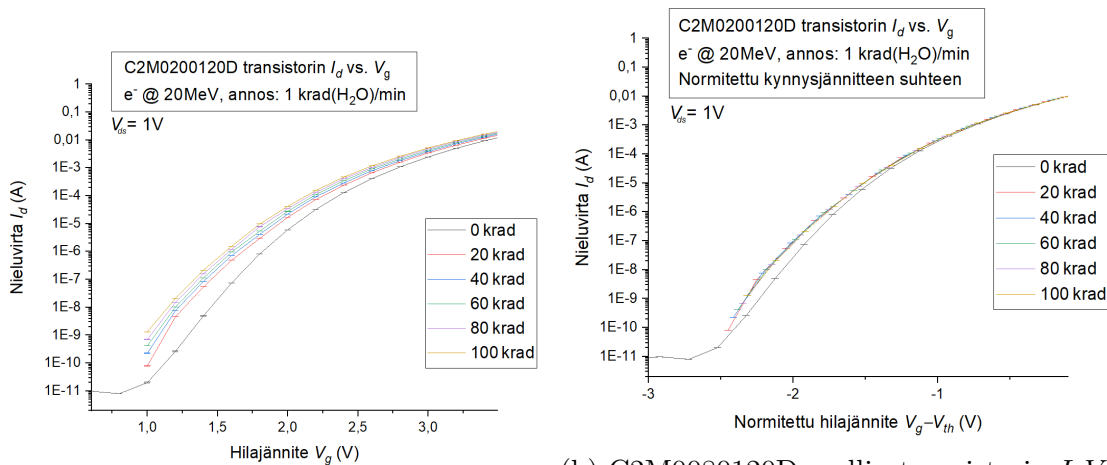 C2M0200120D transistorin I_d vs. V_g
e⁻ @ 20MeV, annos: 1 krad(H₂O)/min
V_ds = 1V
1
0,1
0,01
1E-3
1E-4
1E-5
1E-6
1E-7
1E-8
1E-9
1E-10
1E-11
Nieluvirta I_d (A)
0 krad
20 krad
40 krad
60 krad
80 krad
100 krad
1,0
1,5
2,0
2,5
3,0
Hilajännite V_g (V)
C2M0200120D transistorin I_d vs. V_g
e⁻ @ 20MeV, annos: 1 krad(H₂O)/min
Normitettu kynnysjännitteen suhteen
V_ds = 1V
1
0,1
0,01
1E-3
1E-4
1E-5
1E-6
1E-7
1E-8
1E-9
1E-10
1E-11
Nieluvirta I_d (A)
0 krad
20 krad
40 krad
60 krad
80 krad
100 krad
-3
-2
-1
Normitettu hilajännite V_g–V_th (V)